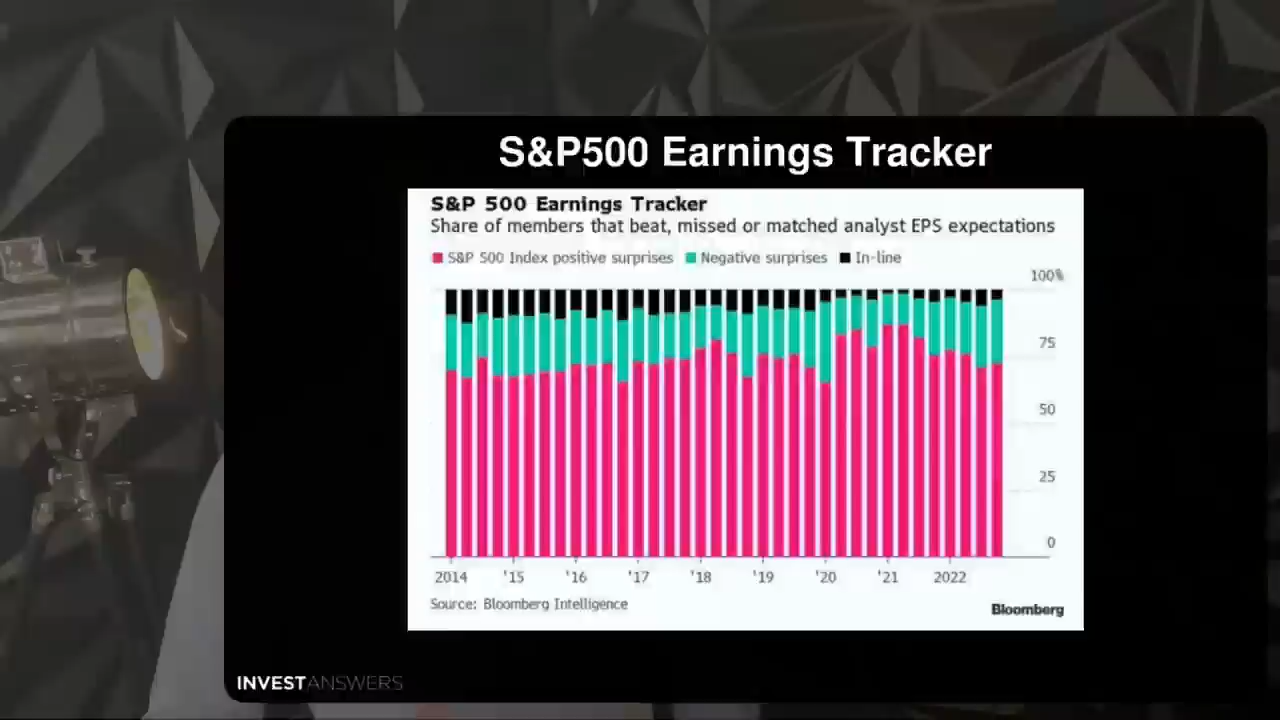 S&P500 Earnings Tracker
S&P 500 Earnings Tracker
Share of members that beat, missed or matched analyst EPS expectations
S&P 500 Index positive surprises Negative surprises In-line
100%
75
50
25
0
2014 '15 '16 '17 '18 '19 '20 '21 2022
Source: Bloomberg Intelligence
Bloomberg
INVESTANSWERS